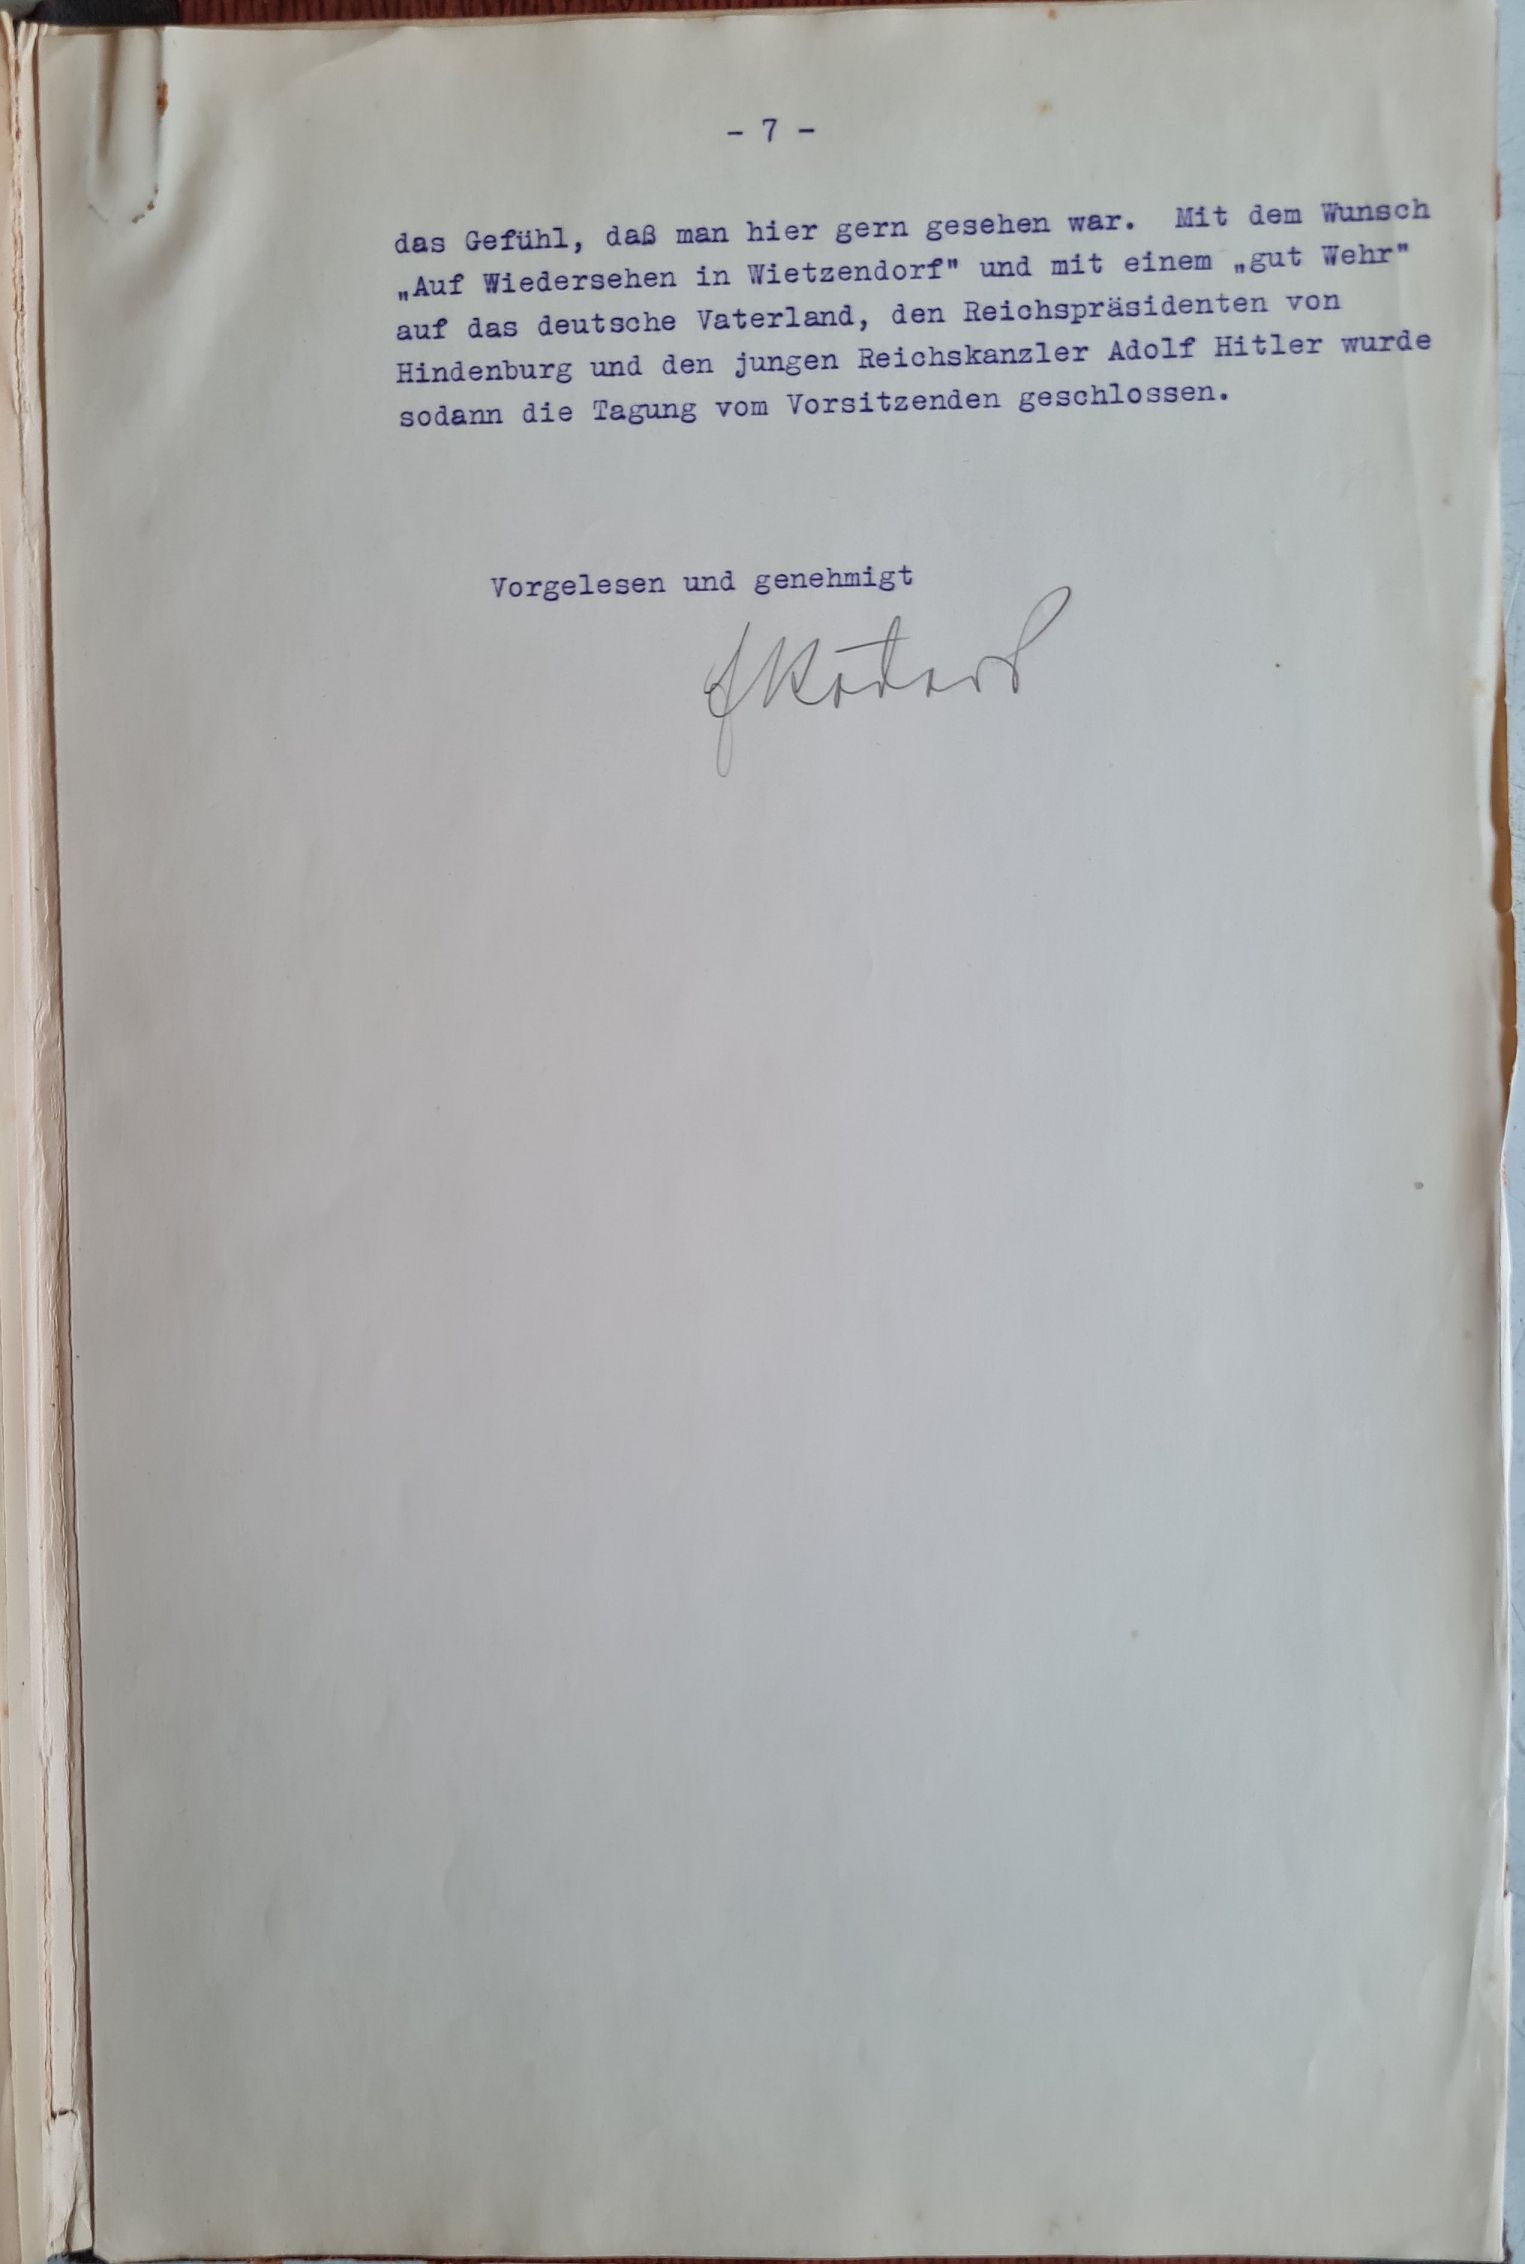 - 7 -
das Gefühl, daß man hier gern gesehen war. Mit dem Wunsch
„Auf Wiedersehen in Wietzendorf" und mit einem „gut Wehr"
auf das deutsche Vaterland, den Reichspräsidenten von
Hindenburg und den jungen Reichskanzler Adolf Hitler wurde
sodann die Tagung vom Vorsitzenden geschlossen.
Vorgelesen und genehmigt